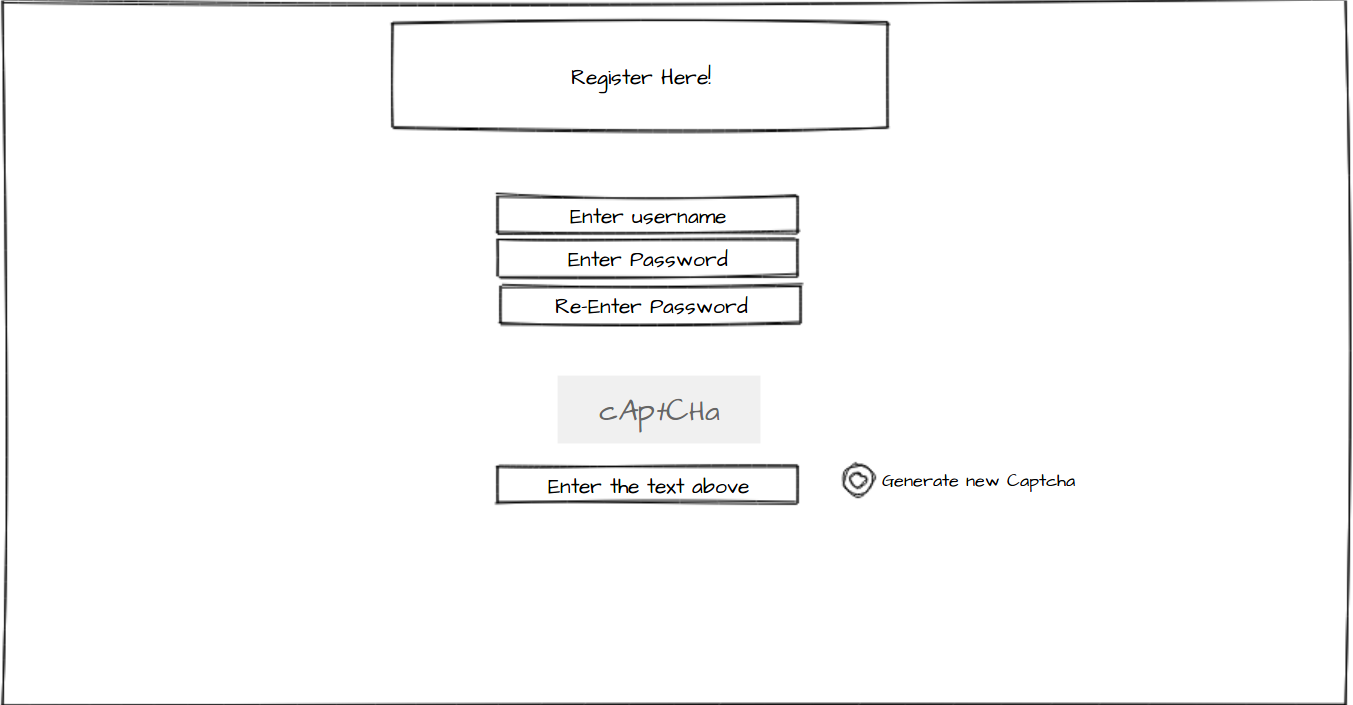 Register Here!
Enter username
Enter Password
Re-Enter Password
cAptCHa
Enter the text above
Generate new Captcha